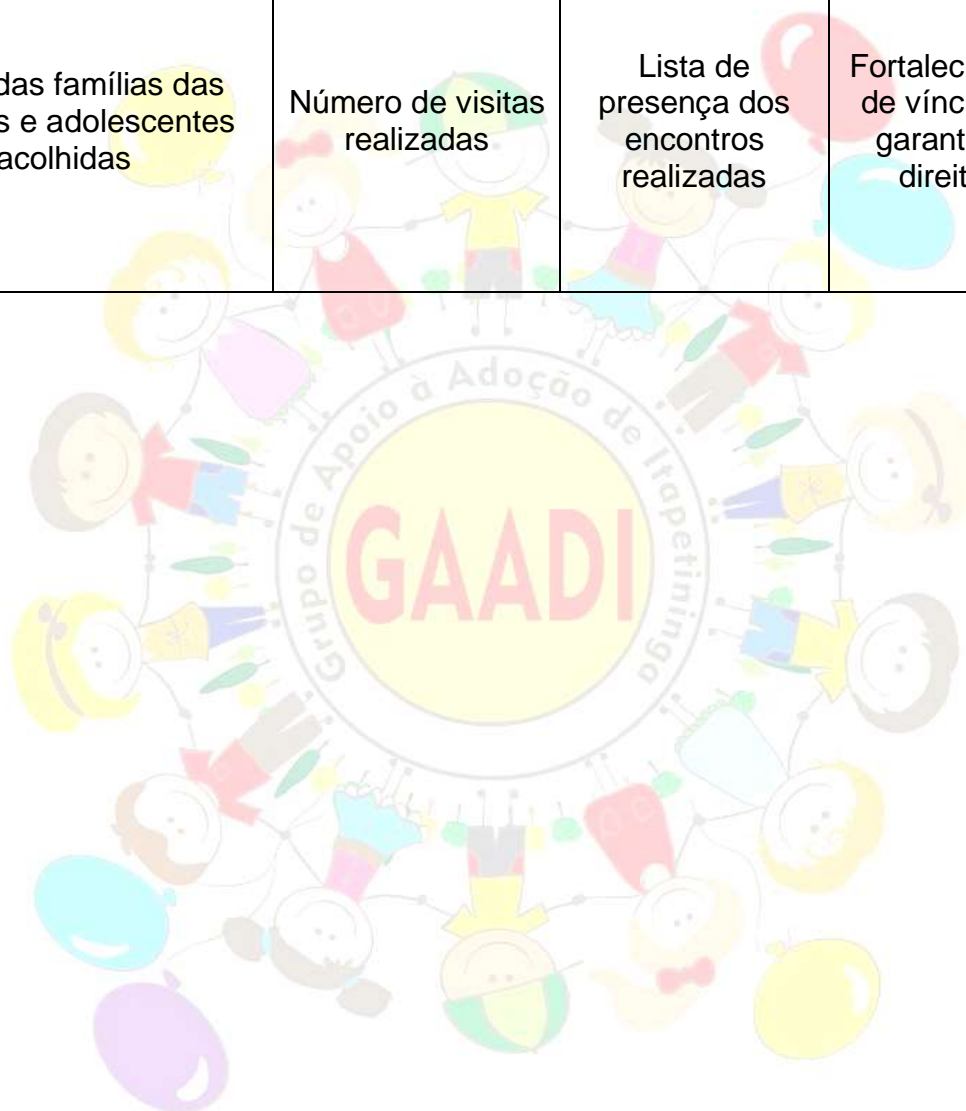 das famílias das
s e adolescentes
acolhidas
Número de visitas
realizadas
Lista de
presença dos
encontros
realizadas
Fortalec
de vínc
garant
direit
Grupo de Apoio à Adoção de Itapetininga
GAADI